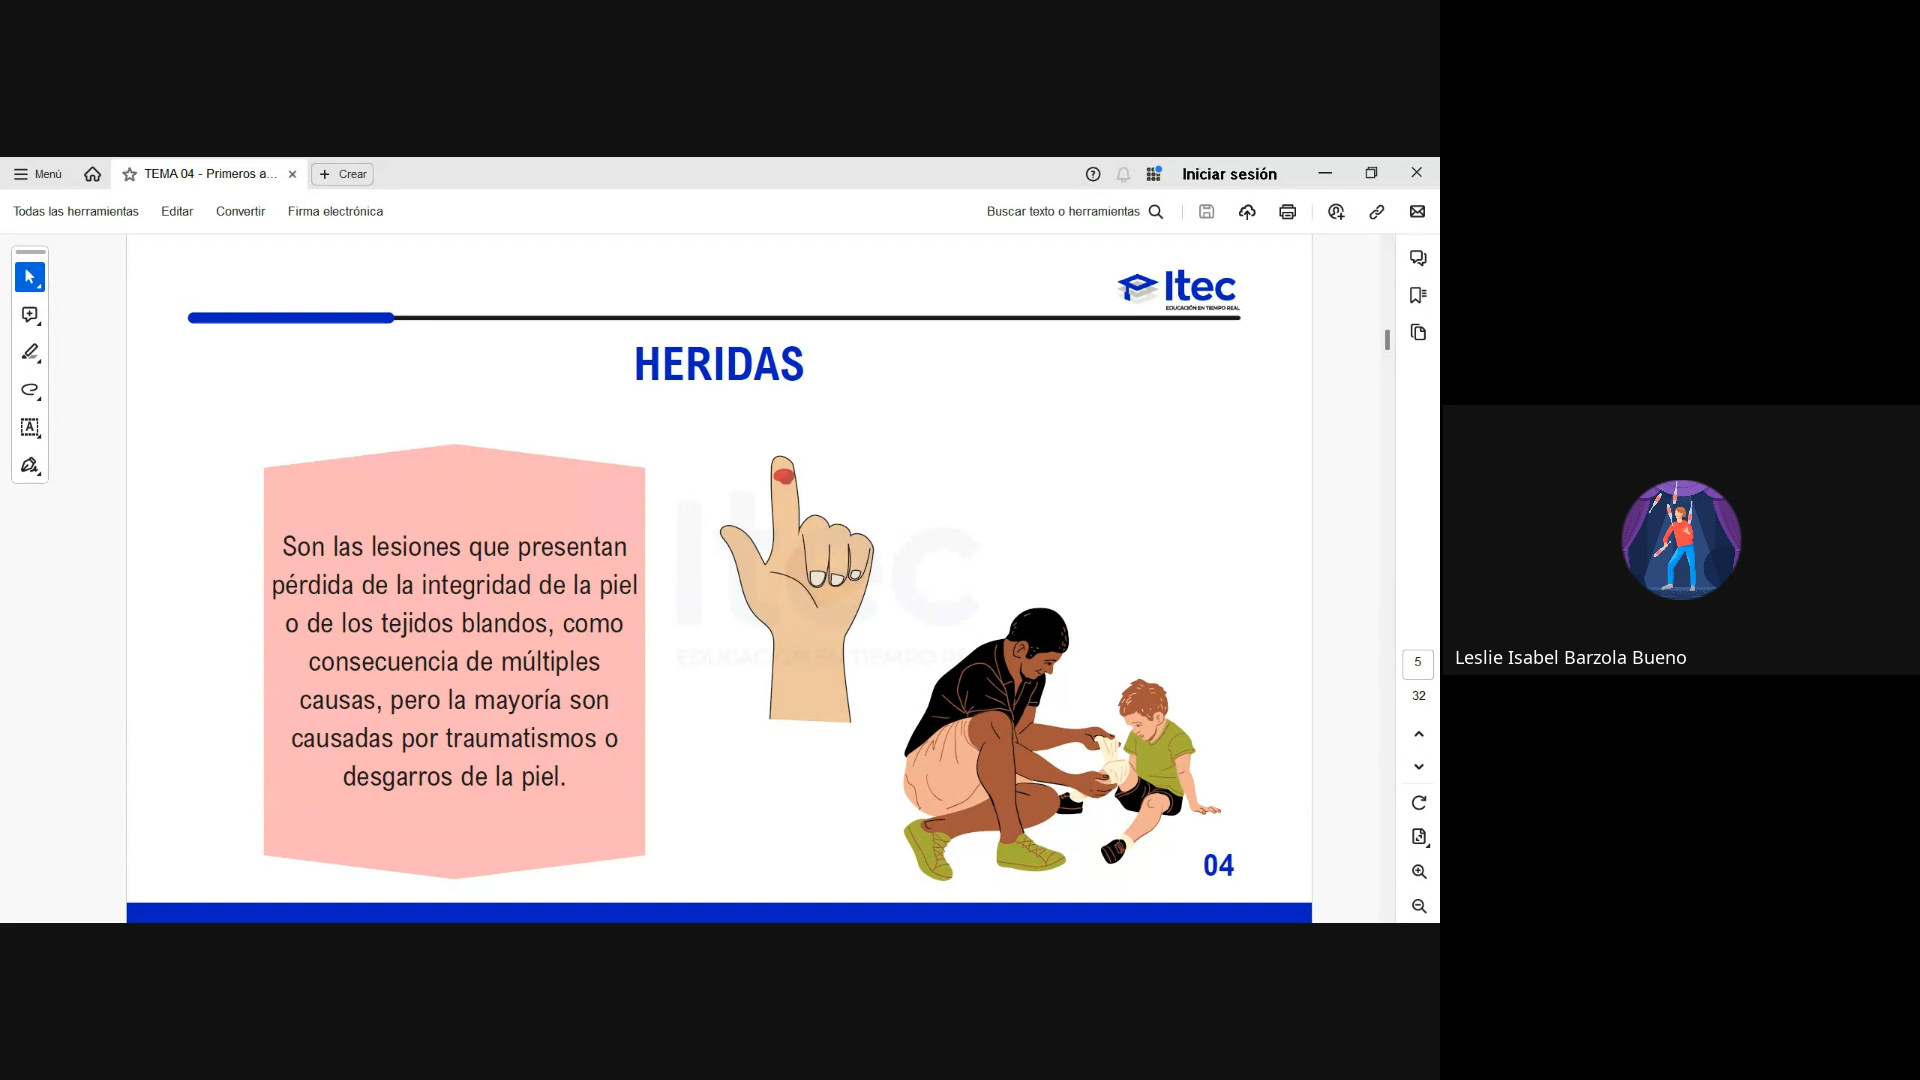 Menú
TEMA 04 - Primeros a...
Crear
Iniciar sesión
Todas las herramientas
Editar
Convertir
Firma electrónica
Buscar texto o herramientas
Itec
EDUCACIÓN EN TIEMPO REAL
HERIDAS
Son las lesiones que presentan
pérdida de la integridad de la piel
o de los tejidos blandos, como
consecuencia de múltiples
causas, pero la mayoría son
causadas por traumatismos o
desgarros de la piel.
Itec
EDUCACIÓN EN TIEMPO RE
04
5
32
Leslie Isabel Barzola Bueno